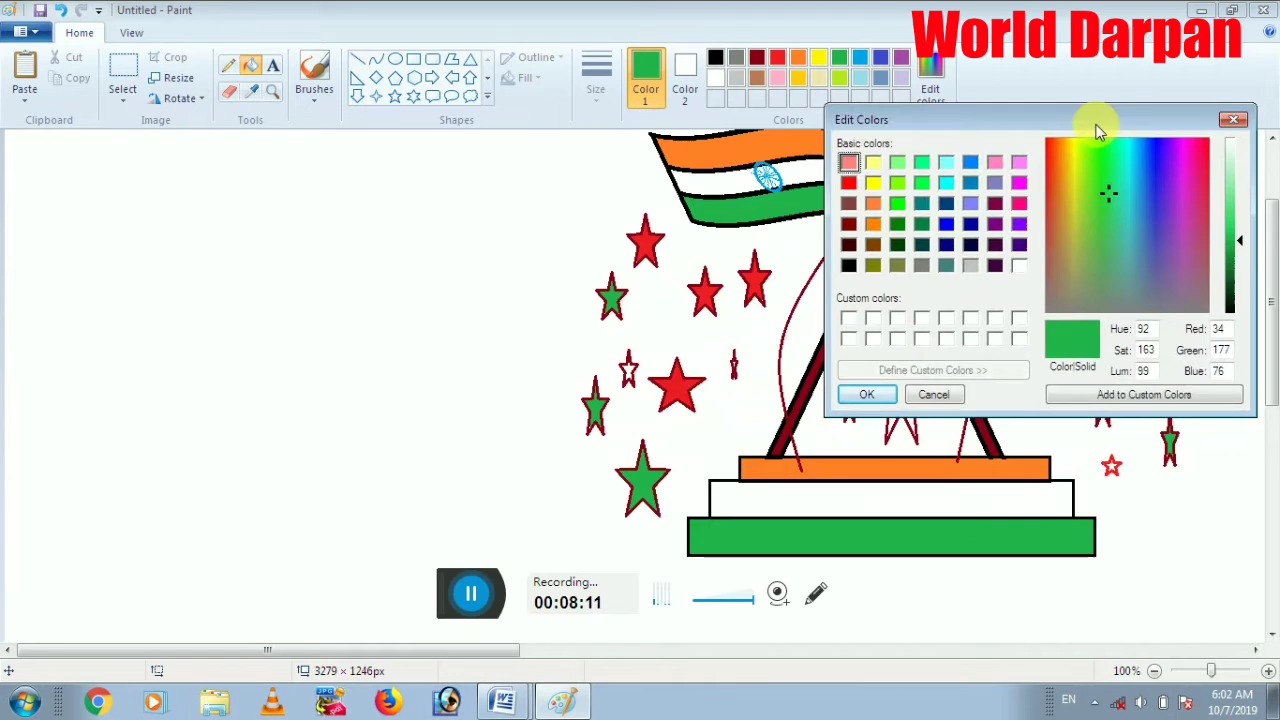 Untitled - Paint
World Darpan
Home
View
Paste
Cut
Copy
Clipboard
Select
Crop
Resize
Rotate
Image
A
Tools
Brushes
Shapes
Outline
Fill
Size
Color 1
Color 2
Edit colors
Colors
Edit Colors
Basic colors:
Custom colors:
Define Custom Colors >>
OK
Cancel
Hue: 92
Sat: 163
Lum: 99
Red: 34
Green: 177
Blue: 76
Color|Solid
Add to Custom Colors
Recording...
00:08:11
3279 × 1246px
100%
EN
6:02 AM
10/7/2019